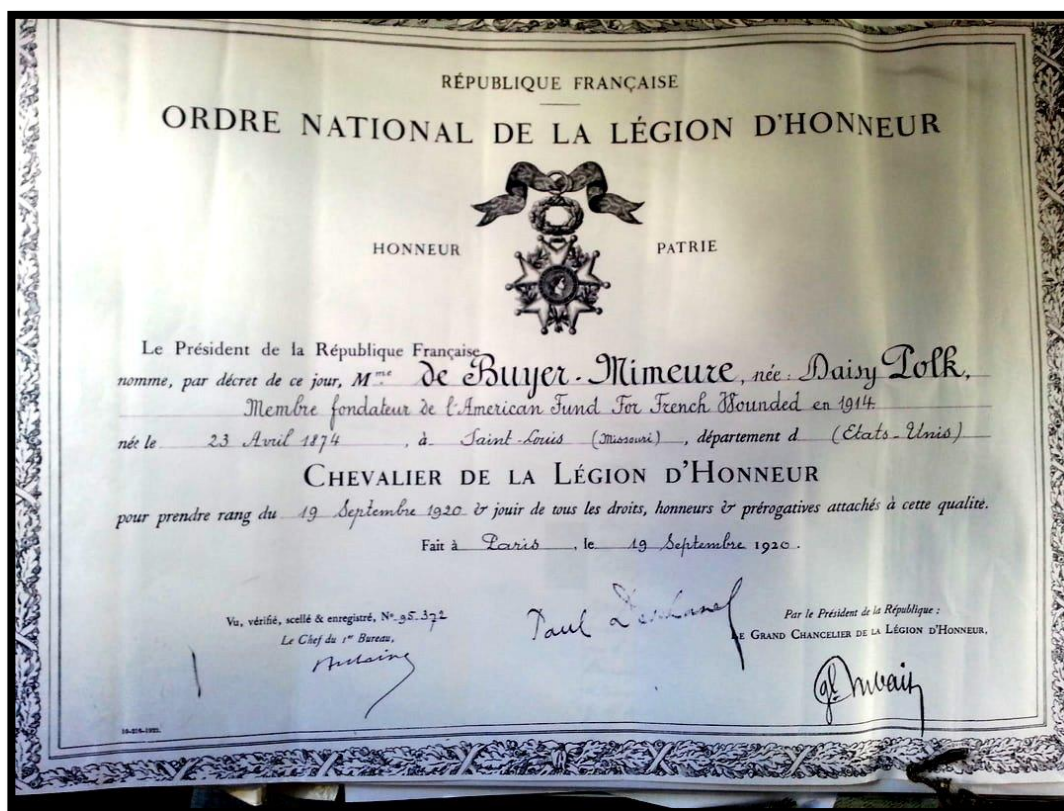 RÉPUBLIQUE FRANÇAISE
ORDRE NATIONAL DE LA LÉGION D'HONNEUR
HONNEUR PATRIE
Le Président de la République Française
nomme, par décret de ce jour, Mme de Buyer-Mimeure, née: Daisy Polk,
Membre fondateur de l'American Fund For French Wounded en 1914.
née le 23 Avril 1874, à Saint-Louis (Missouri), département d (Etats-Unis)
CHEVALIER DE LA LÉGION D'HONNEUR
pour prendre rang du 19 Septembre 1920 & jouir de tous les droits, honneurs & prérogatives attachés à cette qualité.
Fait à Paris, le 19 Septembre 1920.
Vu, vérifié, scellé & enregistré, No 95.372
Le Chef du 1er Bureau,
Paul Deschanel
Par le Président de la République :
LE GRAND CHANCELIER DE LA LÉGION D'HONNEUR,